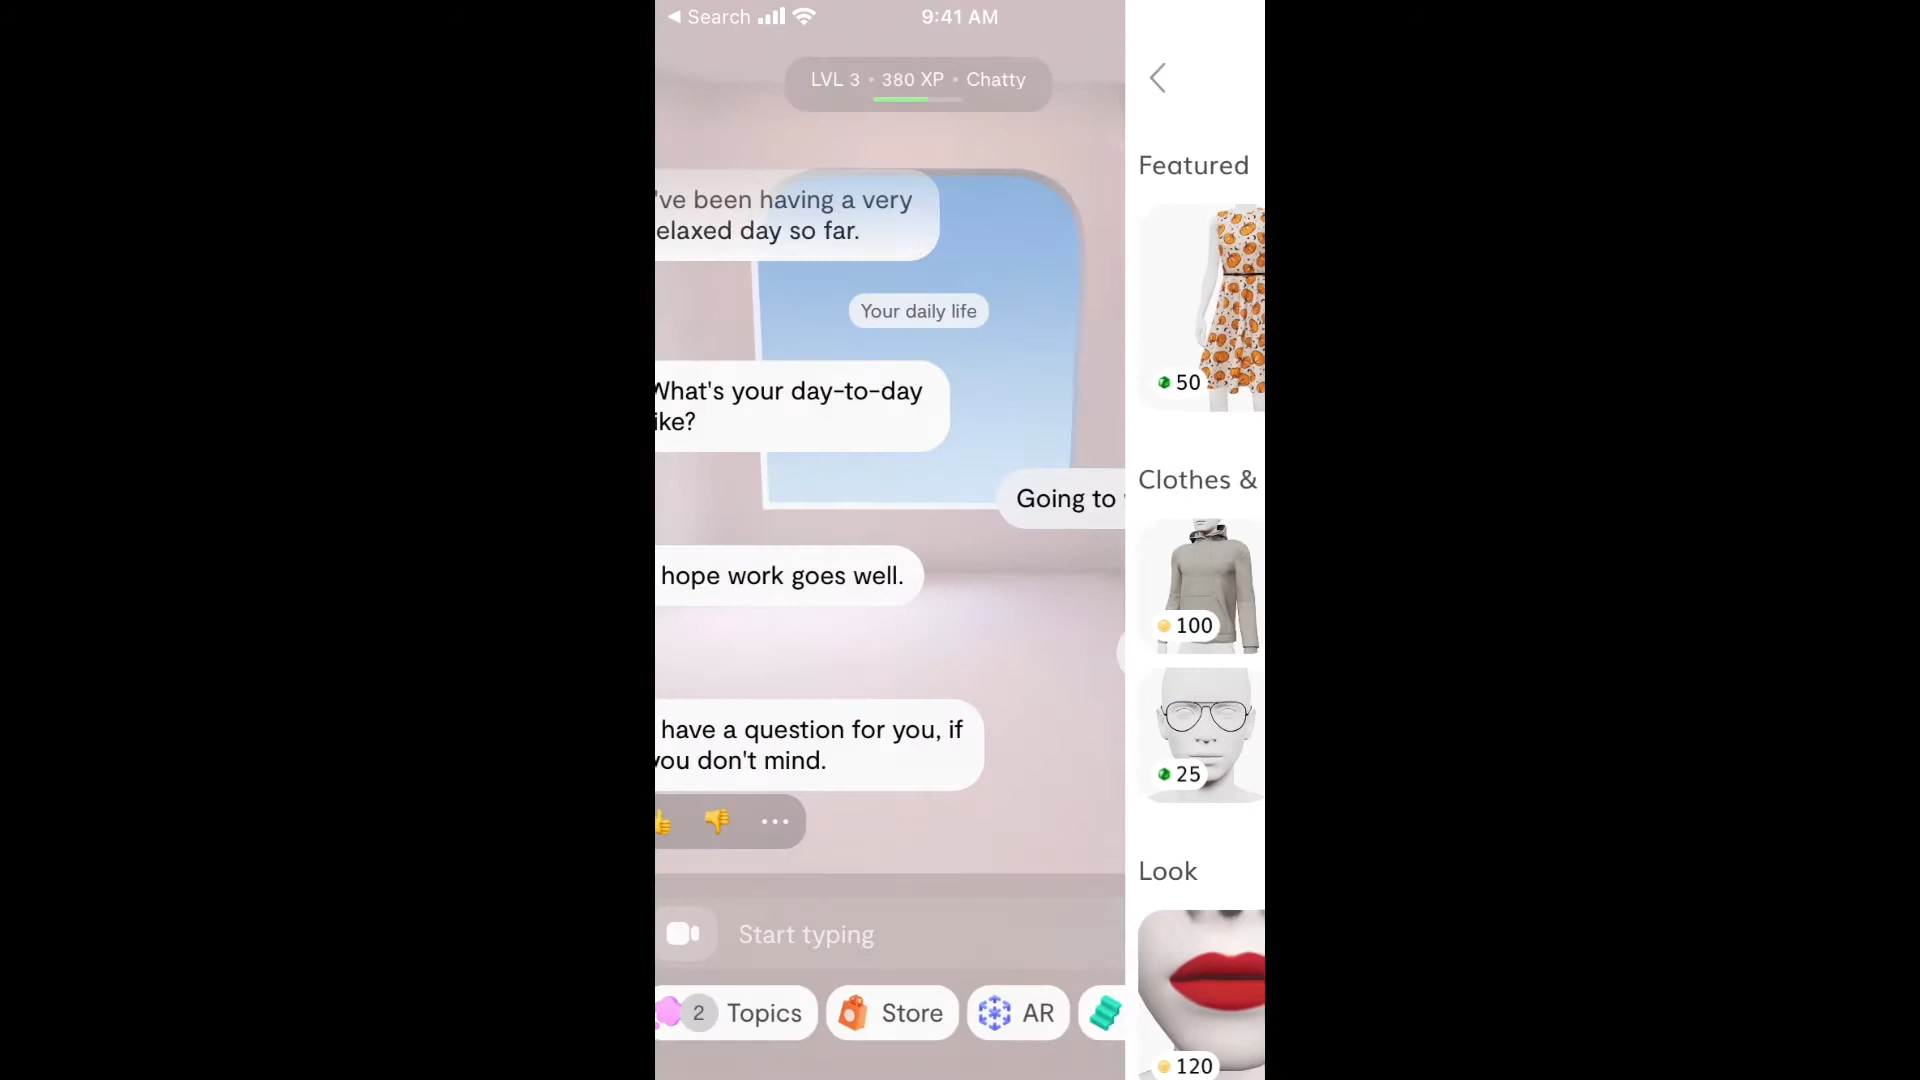 Search
9:41 AM
LVL 3 • 380 XP • Chatty
've been having a very
elaxed day so far.
Your daily life
What's your day-to-day
ike?
Going to
hope work goes well.
have a question for you, if
you don't mind.
Start typing
2 Topics
Store
AR
Featured
50
Clothes &
100
25
Look
120